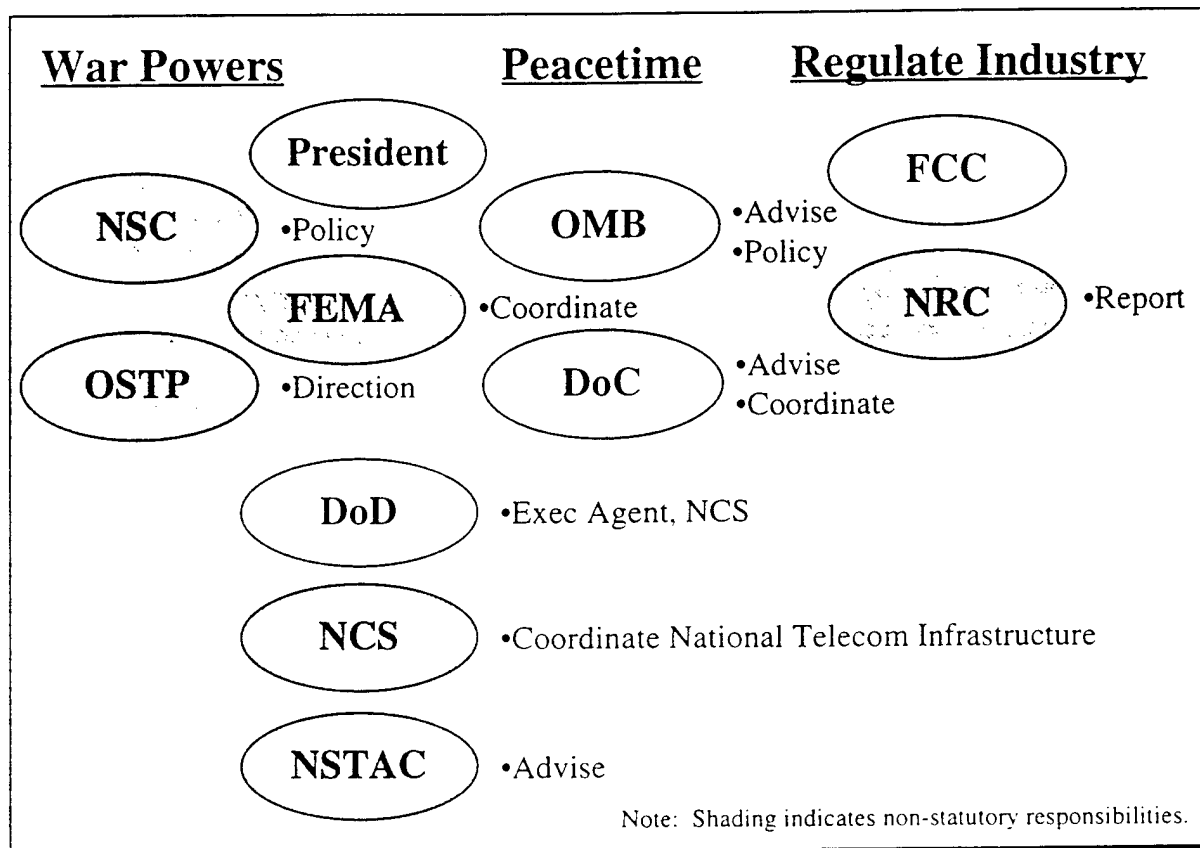 War Powers
Peacetime
Regulate Industry
President
FCC
NSC
•Policy
OMB
•Advise
•Policy
FEMA
•Coordinate
NRC
•Report
OSTP
•Direction
DoC
•Advise
•Coordinate
DoD
•Exec Agent, NCS
NCS
•Coordinate National Telecom Infrastructure
NSTAC
•Advise
Note: Shading indicates non-statutory responsibilities.